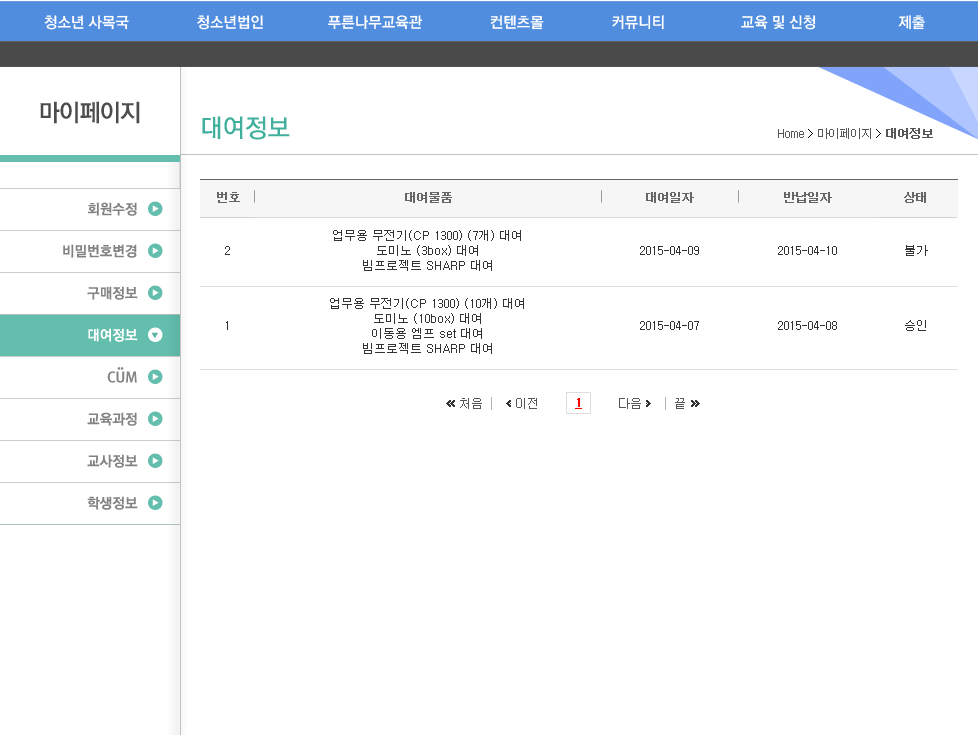 청소년 사목국 청소년법인 푸른나무교육관 컨텐츠몰 커뮤니티 교육 및 신청 제출
마이페이지
대여정보
Home > 마이페이지 > 대여정보
회원수정
비밀번호변경
구매정보
대여정보
CÜM
교육과정
교사정보
학생정보
번호 대여물품 대여일자 반납일자 상태
업무용 무전기(CP 1300) (7개) 대여
2 도미노 (3box) 대여 2015-04-09 2015-04-10 불가
빔프로젝트 SHARP 대여
업무용 무전기(CP 1300) (10개) 대여
도미노 (10box) 대여
1 2015-04-07 2015-04-08 승인
이동용 엠프 set 대여
빔프로젝트 SHARP 대여
처음 이전 1 다음 끝